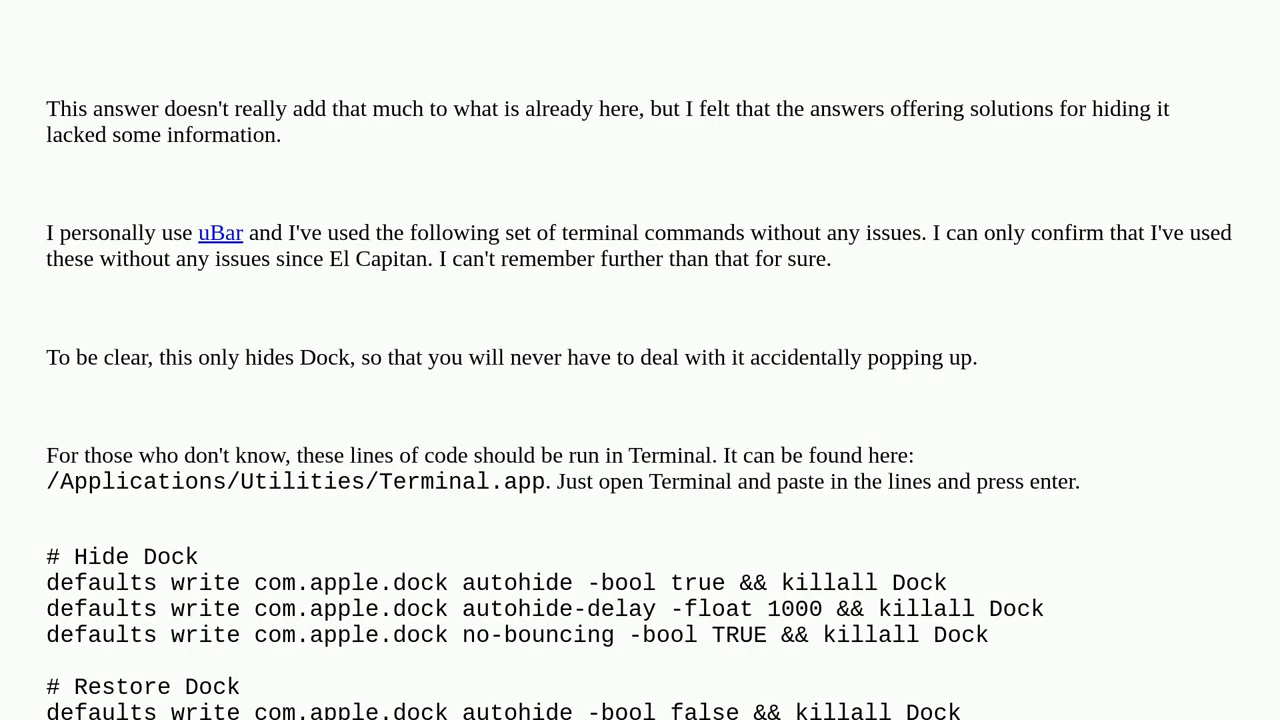 This answer doesn't really add that much to what is already here, but I felt that the answers offering solutions for hiding it
lacked some information.
I personally use uBar and I've used the following set of terminal commands without any issues. I can only confirm that I've used
these without any issues since El Capitan. I can't remember further than that for sure.
To be clear, this only hides Dock, so that you will never have to deal with it accidentally popping up.
For those who don't know, these lines of code should be run in Terminal. It can be found here:
/Applications/Utilities/Terminal.app. Just open Terminal and paste in the lines and press enter.
# Hide Dock
defaults write com.apple.dock autohide -bool true && killall Dock
defaults write com.apple.dock autohide-delay -float 1000 && killall Dock
defaults write com.apple.dock no-bouncing -bool TRUE && killall Dock
# Restore Dock
defaults write com.apple.dock autohide -bool false && killall Dock